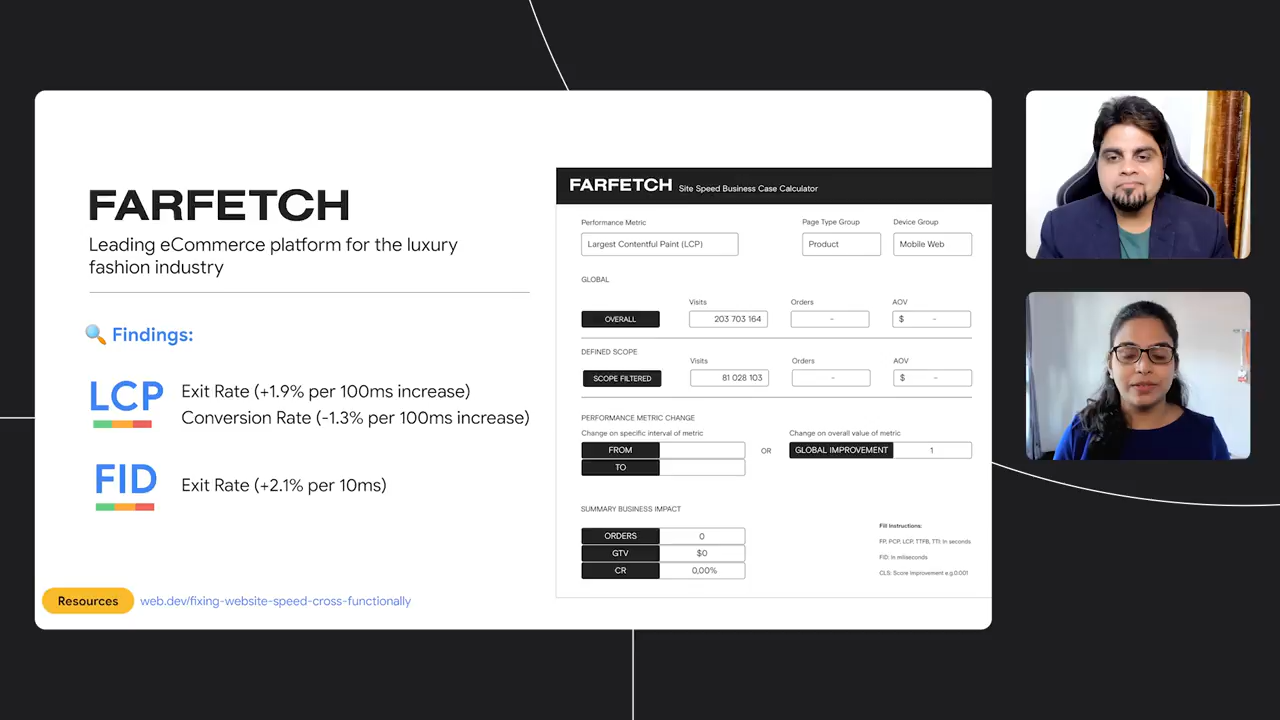 FARFETCH
Leading eCommerce platform for the luxury
fashion industry
Findings:
LCP
Exit Rate (+1.9% per 100ms increase)
Conversion Rate (-1.3% per 100ms increase)
FID
Exit Rate (+2.1% per 10ms)
Resources
web.dev/fixing-website-speed-cross-functionally
FARFETCH Site Speed Business Case Calculator
Performance Metric
Page Type Group
Device Group
Largest Contentful Paint (LCP)
Product
Mobile Web
GLOBAL
Visits
Orders
AOV
OVERALL
203 703 164
-
$ -
DEFINED SCOPE
Visits
Orders
AOV
SCOPE FILTERED
81 028 103
-
$ -
PERFORMANCE METRIC CHANGE
Change on specific interval of metric
Change on overall value of metric
FROM
OR
GLOBAL IMPROVEMENT
1
TO
SUMMARY BUSINESS IMPACT
ORDERS
0
GTV
$0
CR
0,00%
Fill Instructions:
FP, PCP, LCP, TTFB, TTI: In seconds
FID: In miliseconds
CLS: Score Improvement e.g.0.001